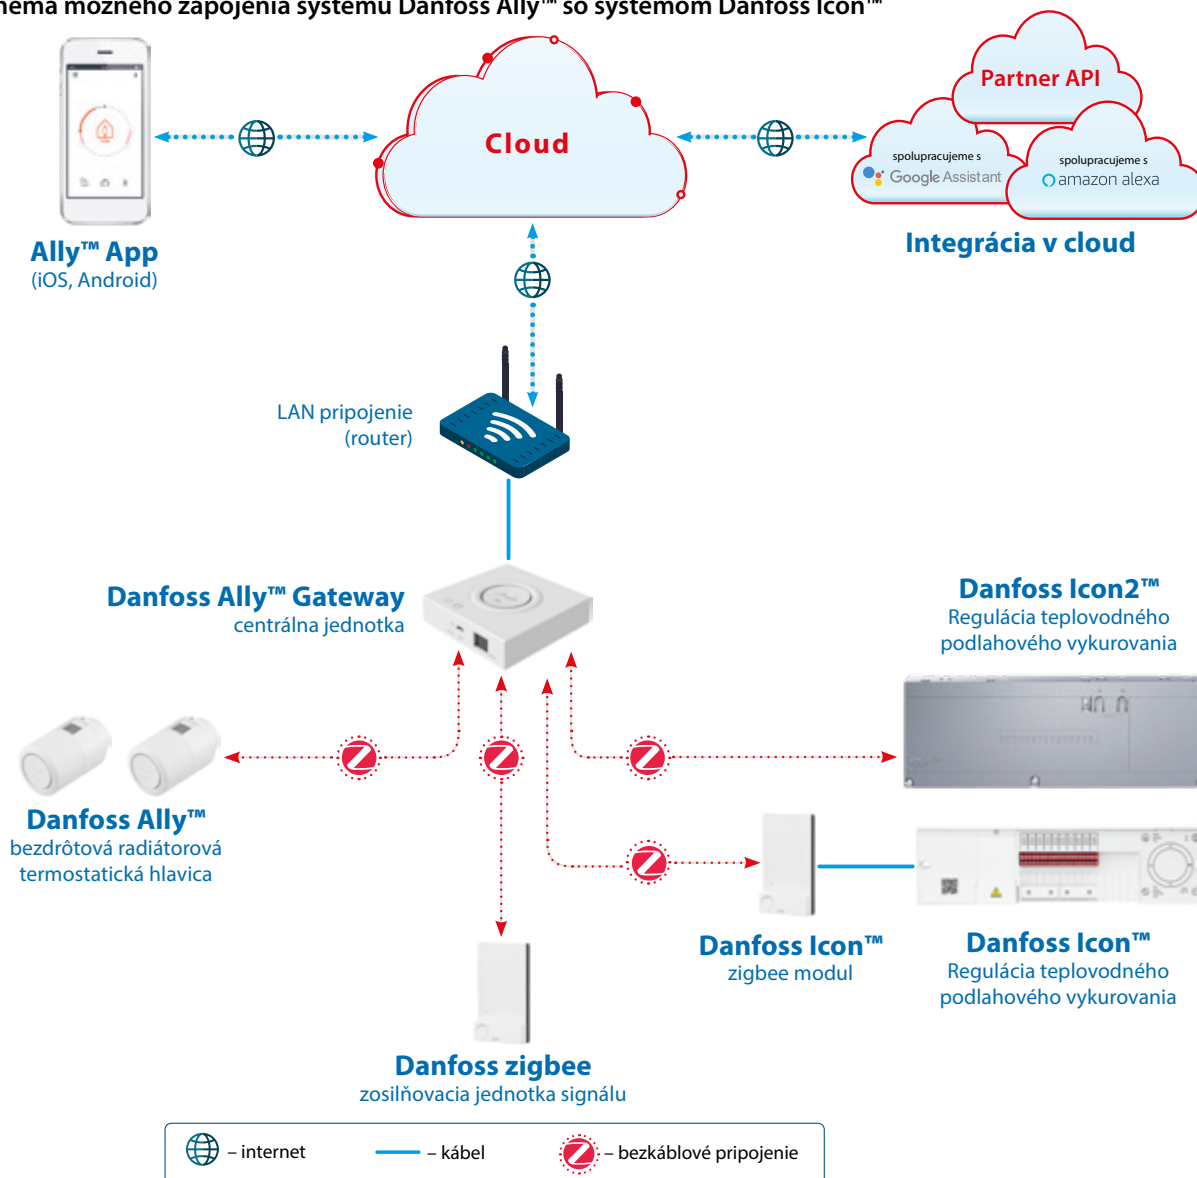 ma možného zapojenia systému Danfoss Ally™ so systémom Danfoss Icon™
Partner API
Cloud
spolupracujeme s
Google Assistant
spolupracujeme s
amazon alexa
Ally™ App
(iOS, Android)
Integrácia v cloud
LAN pripojenie
(router)
Danfoss Ally™ Gateway
centrálna jednotka
Danfoss Icon2™
Regulácia teplovodného
podlahového vykurovania
Danfoss Ally™
bezdrôtová radiátorová
termostatická hlavica
Danfoss Icon™
zigbee modul
Danfoss Icon™
Regulácia teplovodného
podlahového vykurovania
Danfoss zigbee
zosilňovacia jednotka signálu
– internet
– kábel
– bezkáblové pripojenie